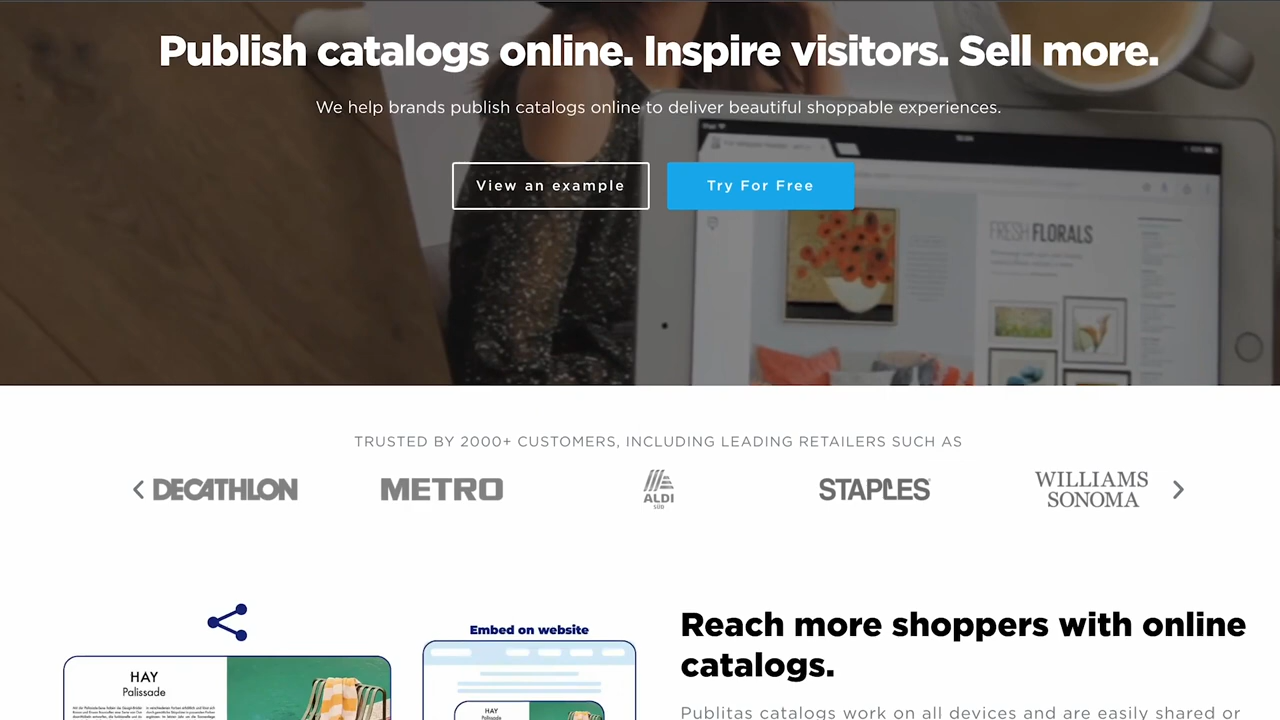 Publish catalogs online. Inspire visitors. Sell more.
We help brands publish catalogs online to deliver beautiful shoppable experiences.
View an example
Try For Free
FRESH FLORALS
TRUSTED BY 2000+ CUSTOMERS, INCLUDING LEADING RETAILERS SUCH AS
DECATHLON
METRO
ALDI
SÜD
STAPLES
WILLIAMS
SONOMA
Embed on website
HAY
Palissade
HAY
Palissade
Reach more shoppers with online
catalogs.
Publitas catalogs work on all devices and are easily shared or